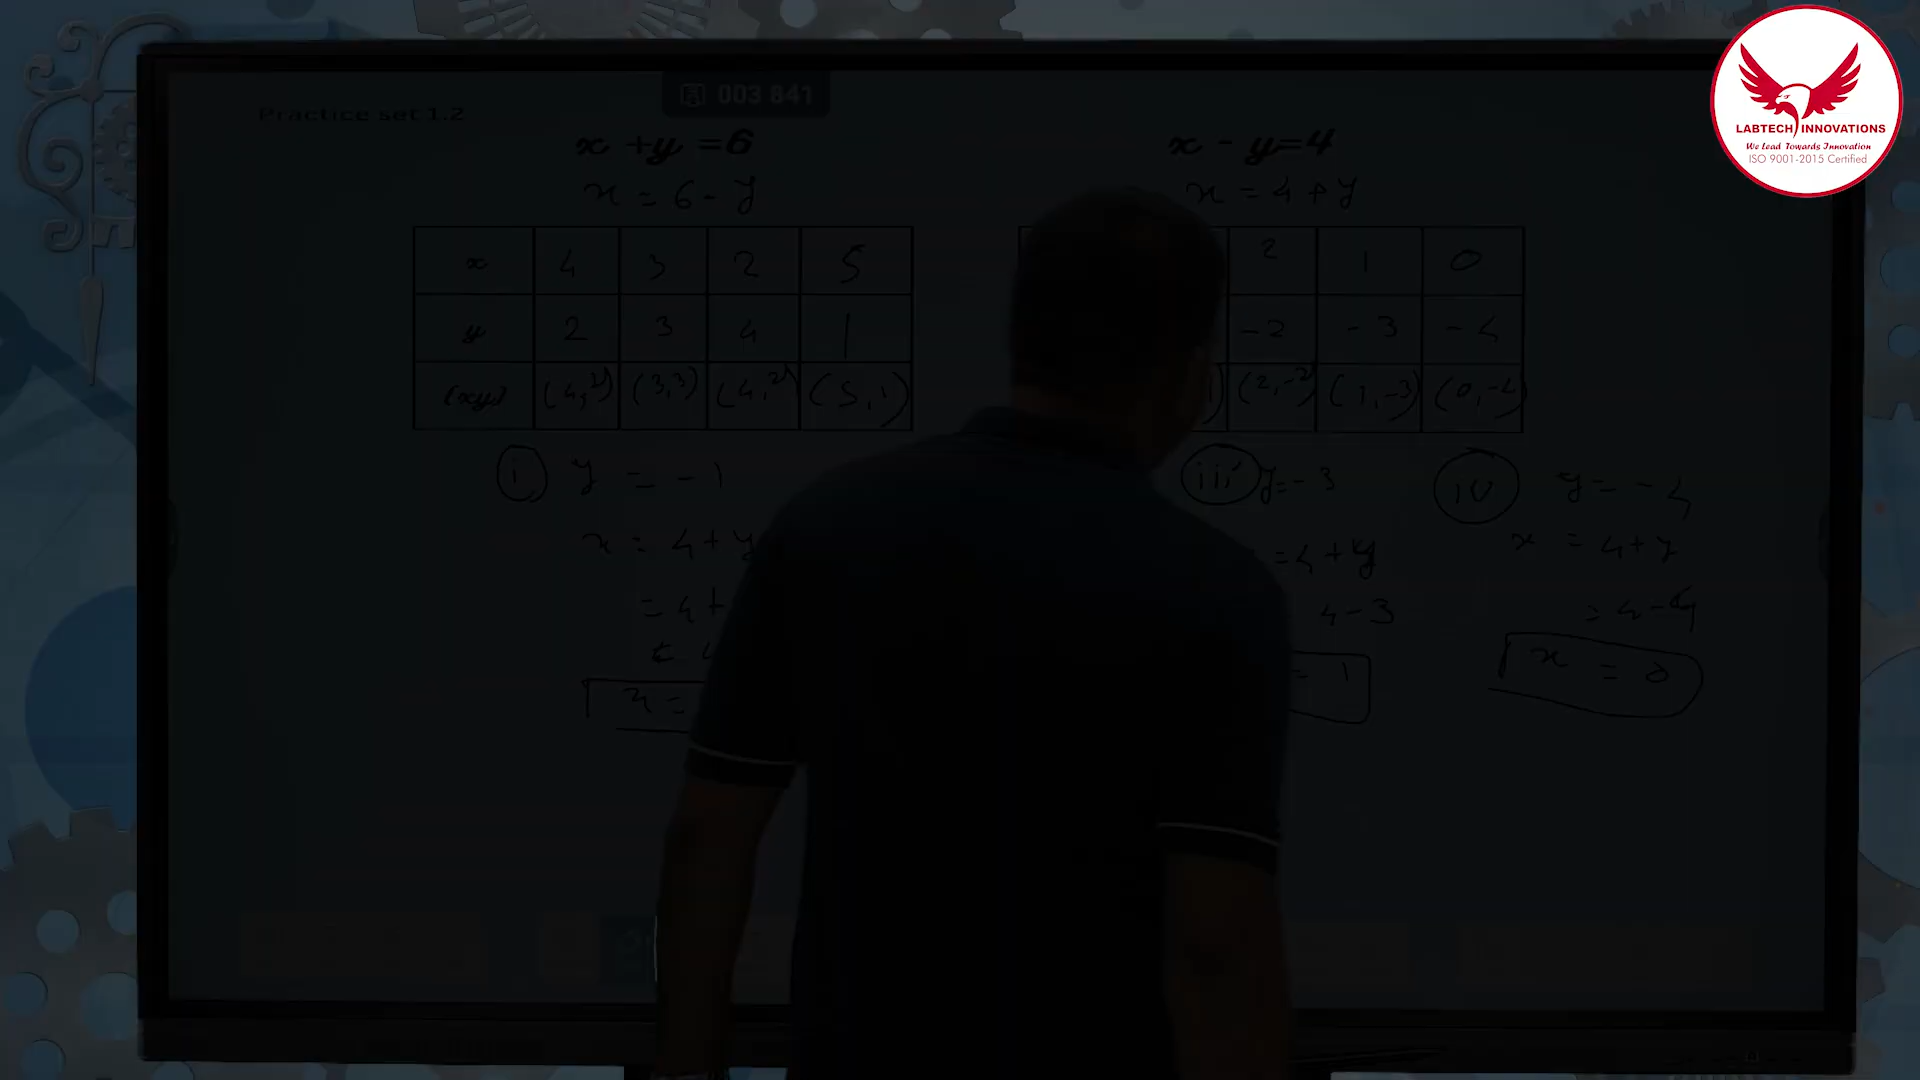 003 841
Practice set 1.2
x + y = 6
x = 6 - y
x 4 3 2 5
y 2 3 4 1
(xy) (4,2) (3,3) (4,2) (5,1)
x - y = 4
x = 4 + y
2 1 0
-2 -3 -4
) (2,-2) (1,-3) (0,-4)
i y = -1
x = 4 + y
= 4 +
x =
iii y = -3
= 4 + y
4 - 3
= 1
iv y = -4
x = 4 + y
= 4 - 4
x = 0
LABTECH INNOVATIONS
We Lead Towards Innovation
ISO 9001-2015 Certified